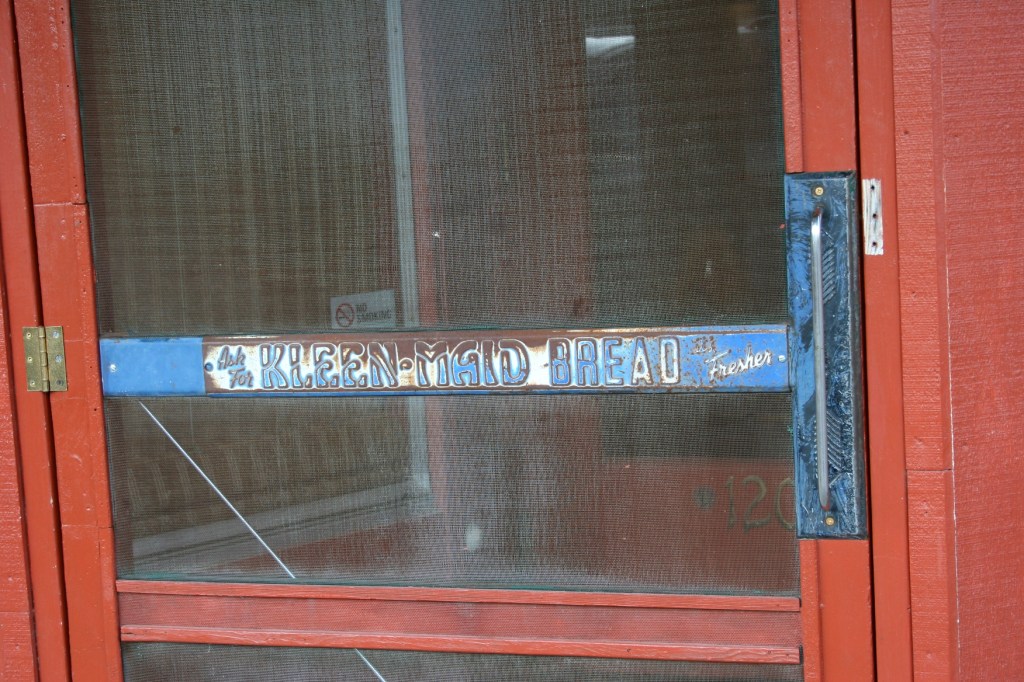 NO
SMOKING
Ask
For
KLEEN-MAID BREAD
It's
Fresher
120